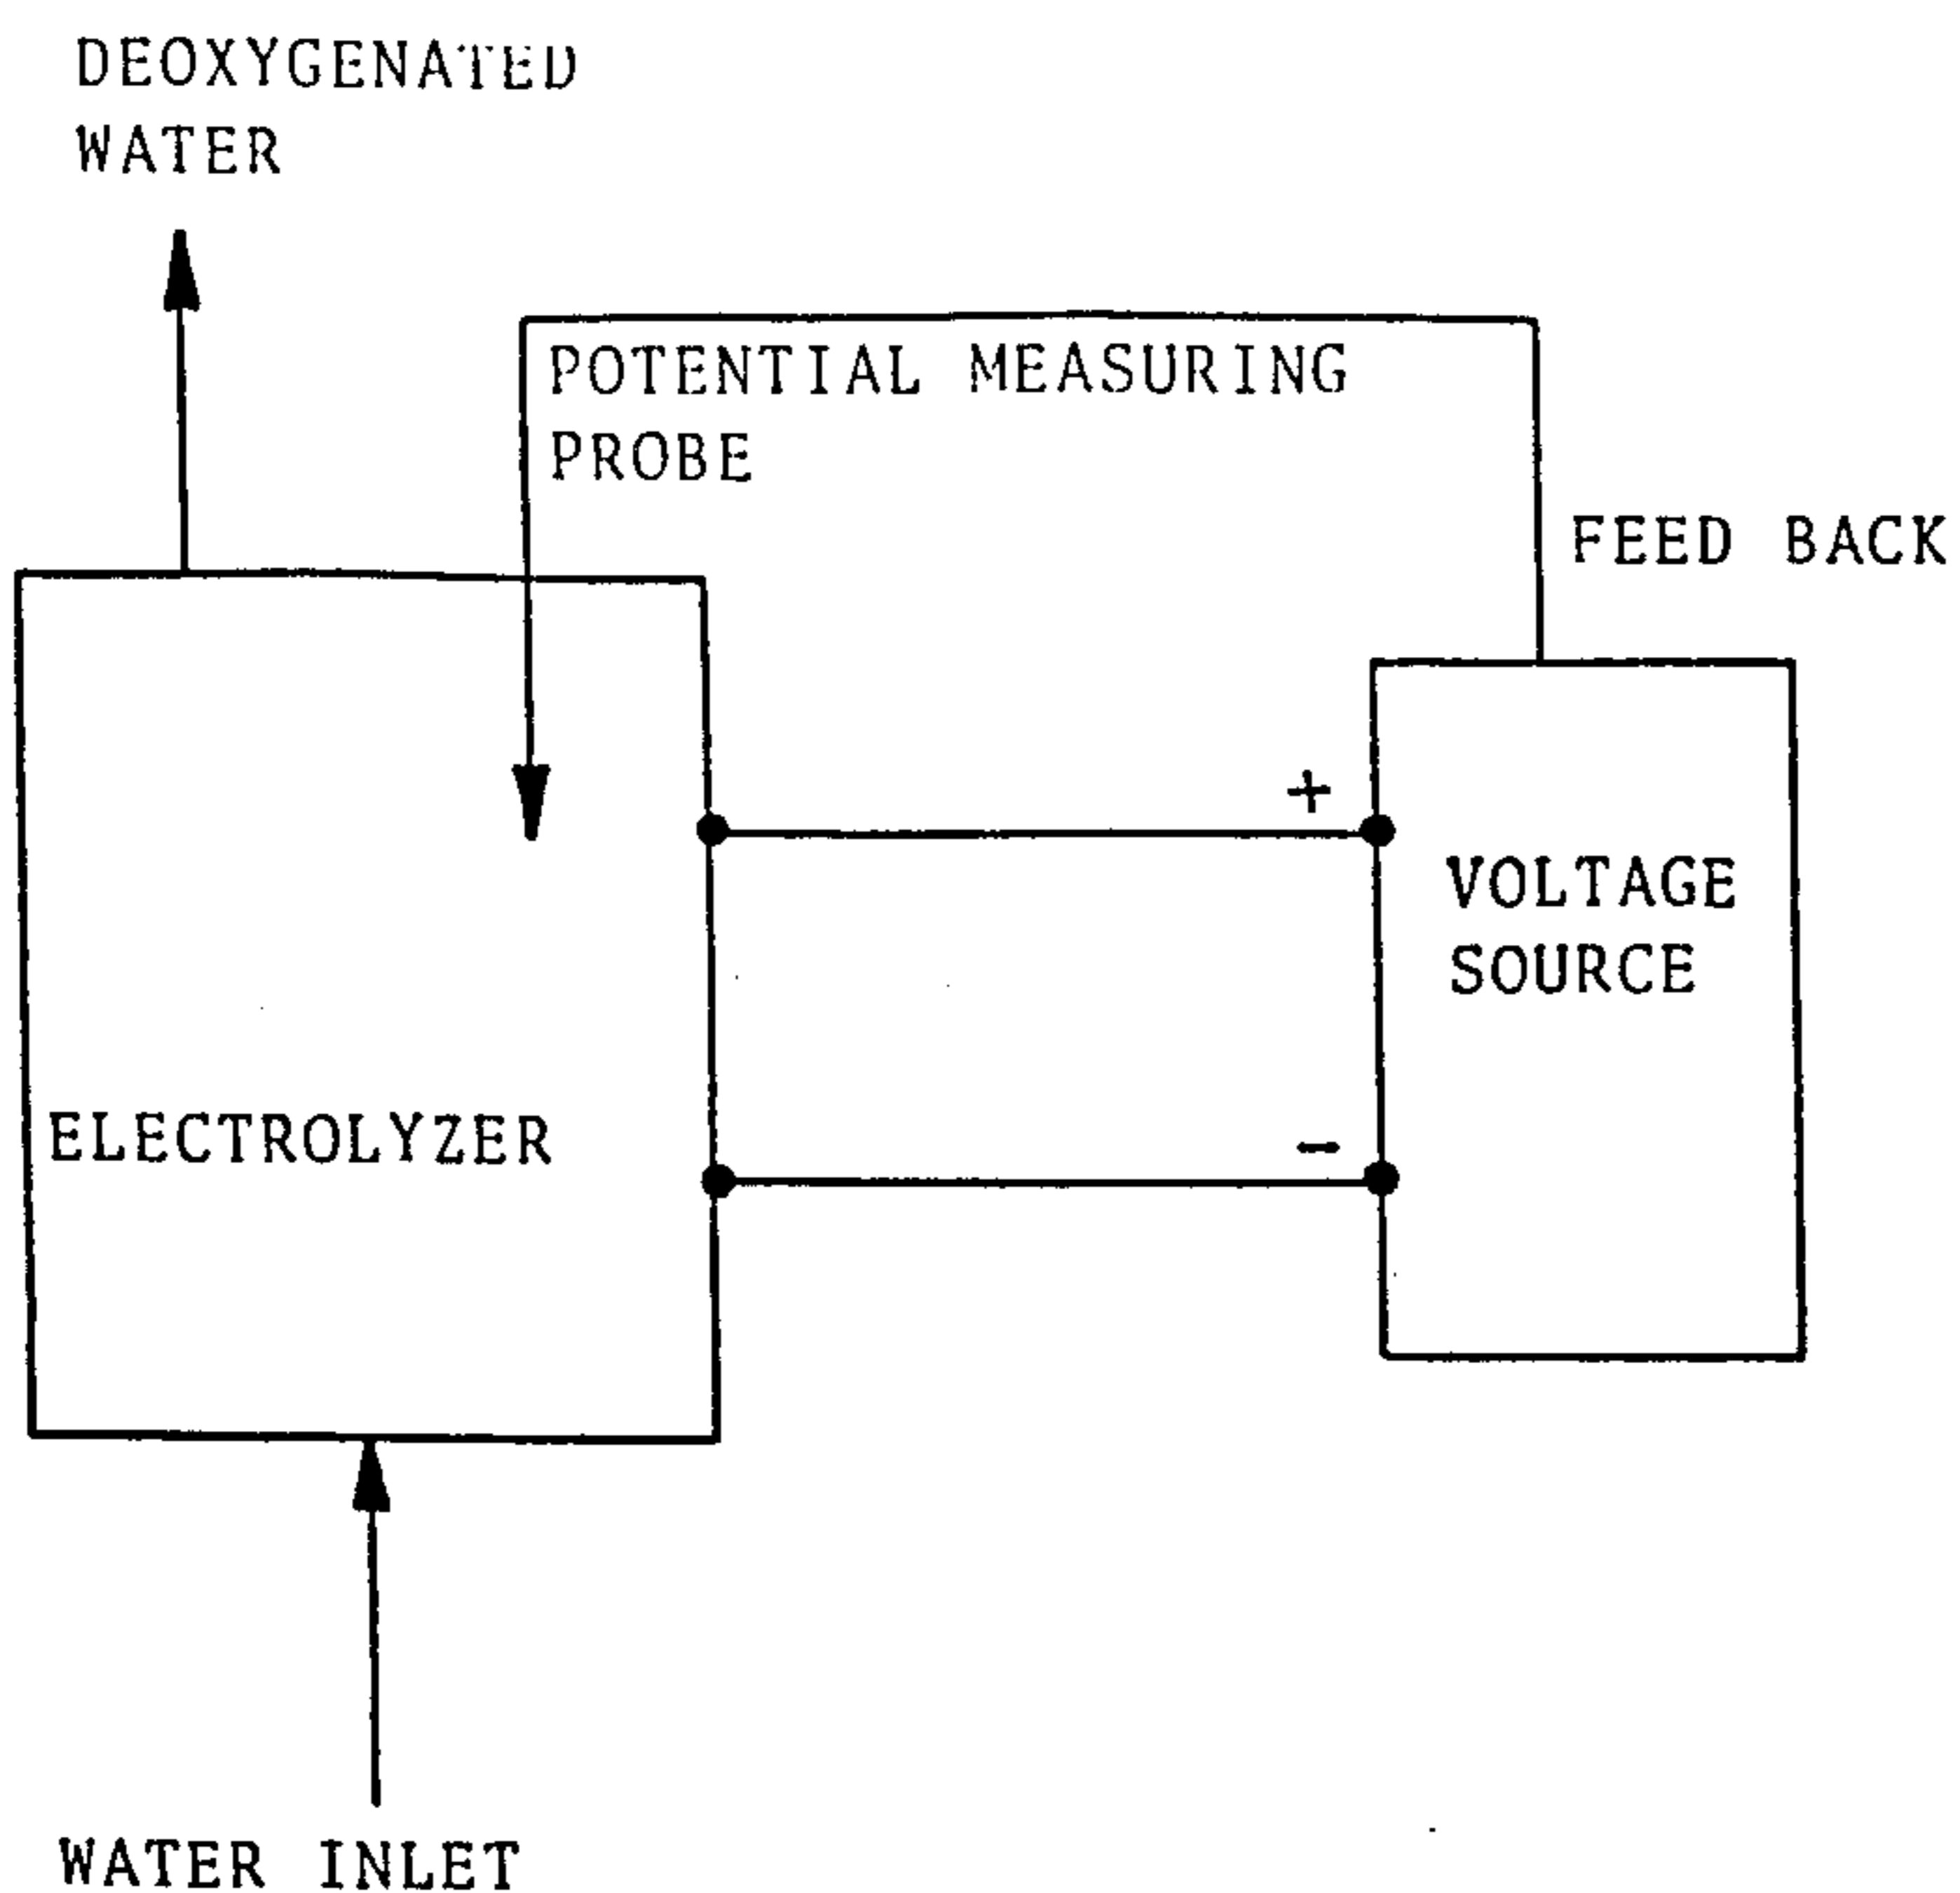 DEOXYGENATED
WATER
POTENTIAL MEASURING
PROBE
FEED BACK
+
VOLTAGE
SOURCE
ELECTROLYZER
-
WATER INLET